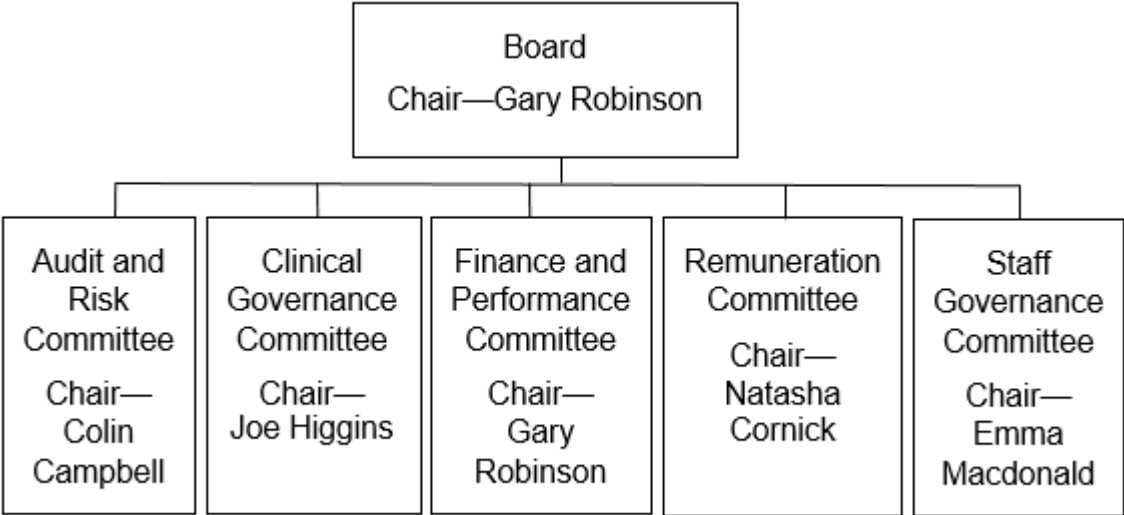 Board
Chair—Gary Robinson
Audit and
Risk
Committee
Chair—
Colin
Campbell
Clinical
Governance
Committee
Chair—
Joe Higgins
Finance and
Performance
Committee
Chair—
Gary
Robinson
Remuneration
Committee
Chair—
Natasha
Cornick
Staff
Governance
Committee
Chair—
Emma
Macdonald